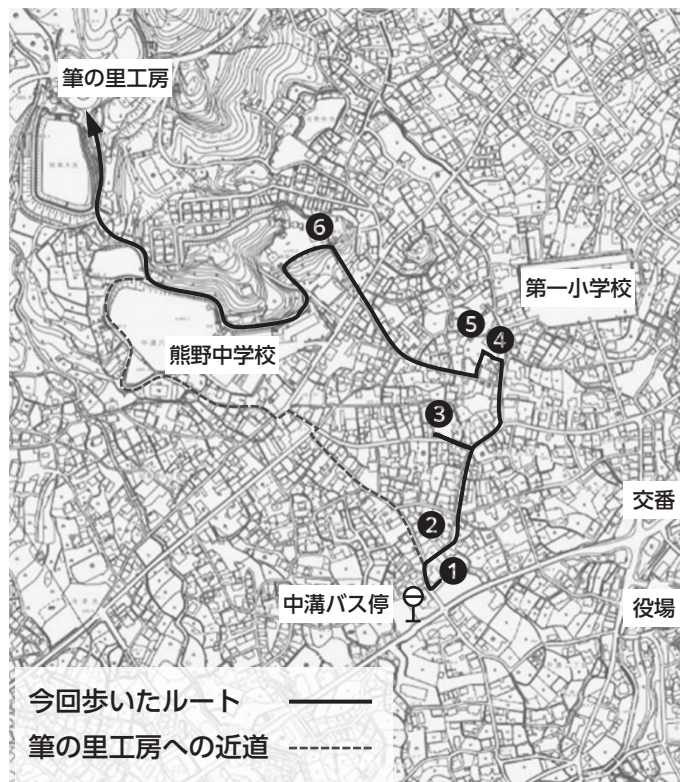 筆の里工房
6
第一小学校
5
4
熊野中学校
3
交番
2
1
中溝バス停
役場
今回歩いたルート
筆の里工房への近道